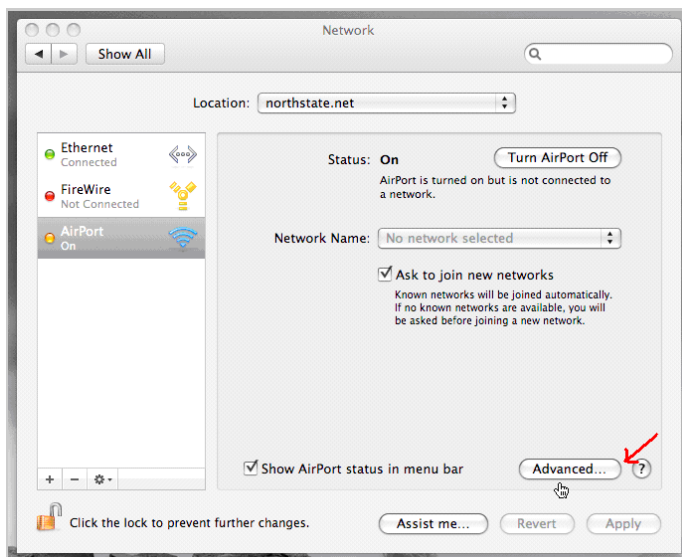 Network
Show All
Location: northstate.net
Ethernet
Connected
FireWire
Not Connected
AirPort
On
Status: On
Turn AirPort Off
AirPort is turned on but is not connected to
a network.
Network Name: No network selected
Ask to join new networks
Known networks will be joined automatically.
If no known networks are available, you will
be asked before joining a new network.
Show AirPort status in menu bar
Advanced... ?
Click the lock to prevent further changes.
Assist me... Revert Apply